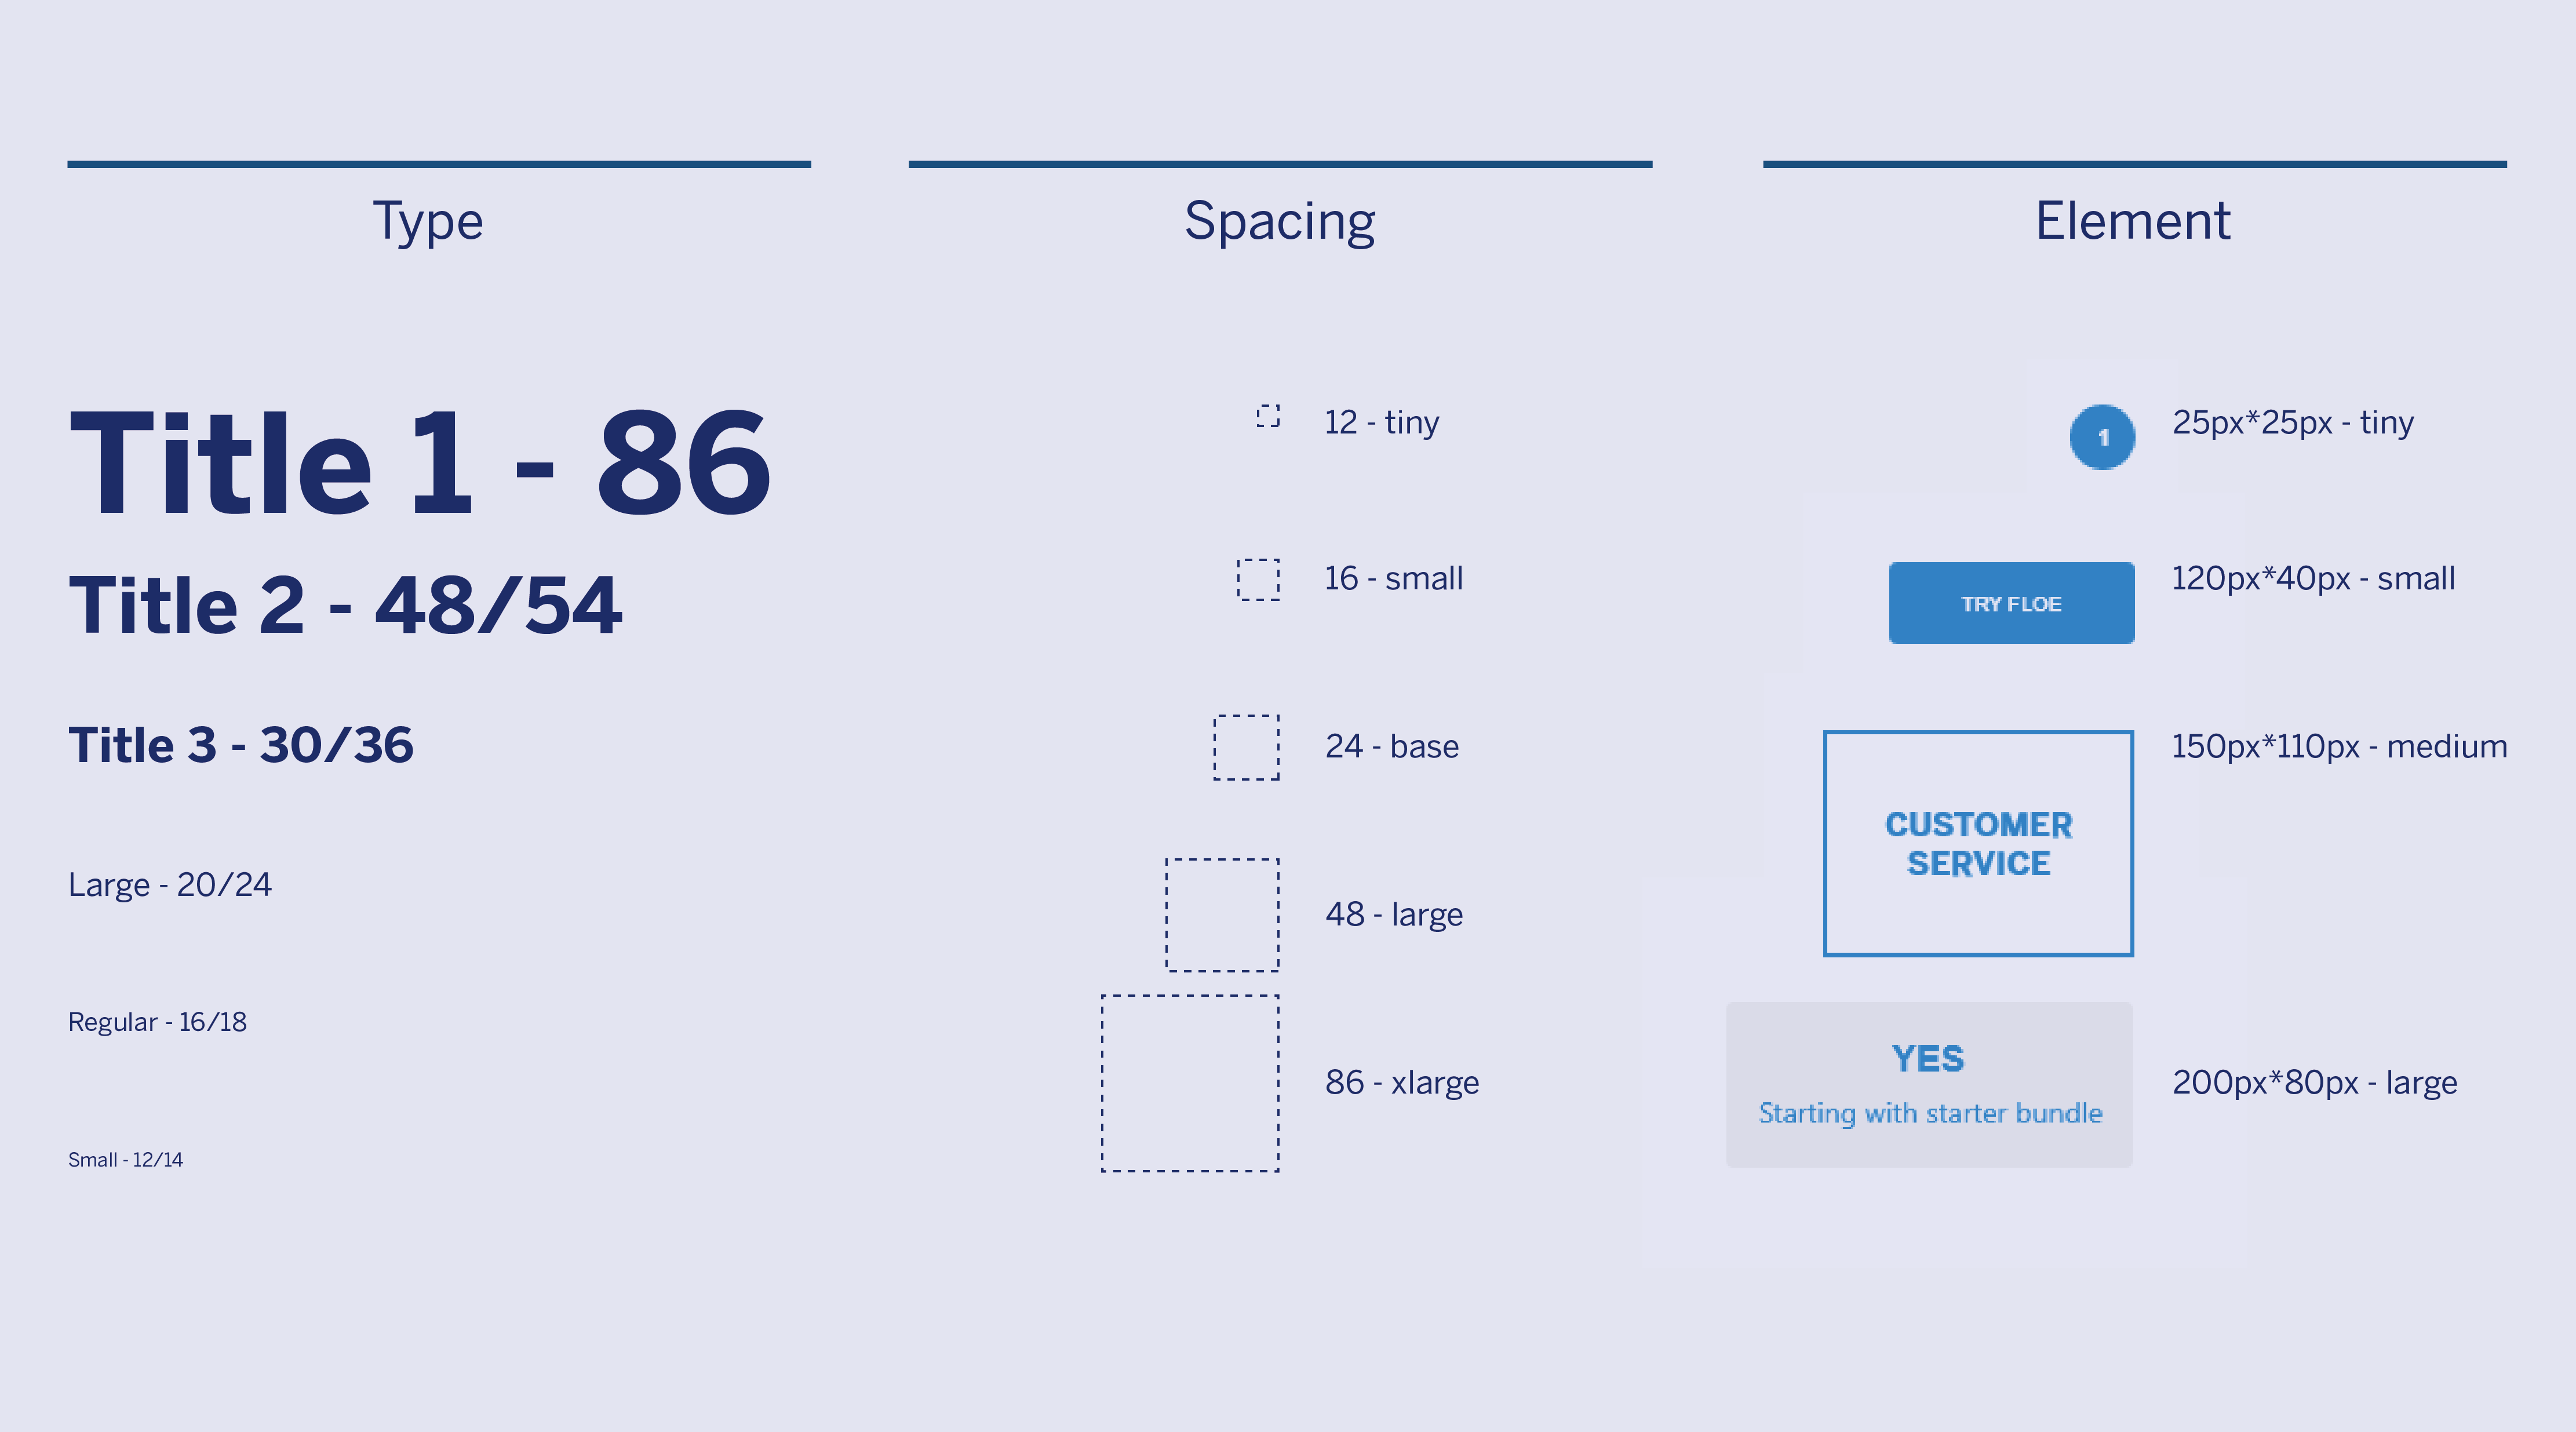 Type
Title 1 - 86
Title 2 - 48/54
Title 3 - 30/36
Large - 20/24
Regular - 16/18
Small - 12/14
Spacing
12 - tiny
16 - small
24 - base
48 - large
86 - xlarge
Element
1
25px*25px - tiny
TRY FLOE
120px*40px - small
CUSTOMER
SERVICE
150px*110px - medium
YES
Starting with starter bundle
200px*80px - large